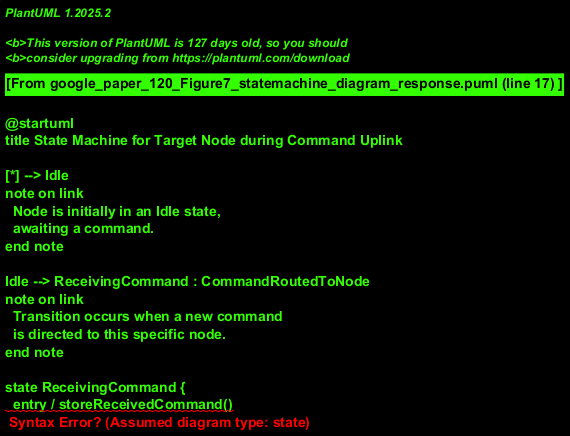 PlantUML 1.2025.2
<b>This version of PlantUML is 127 days old, so you should
<b>consider upgrading from https://plantuml.com/download
[From google_paper_120_Figure7_statemachine_diagram_response.puml (line 17) ]
@startuml
title State Machine for Target Node during Command Uplink
[*] --> Idle
note on link
Node is initially in an Idle state,
awaiting a command.
end note
Idle --> ReceivingCommand : CommandRoutedToNode
note on link
Transition occurs when a new command
is directed to this specific node.
end note
state ReceivingCommand {
entry / storeReceivedCommand()
Syntax Error? (Assumed diagram type: state)